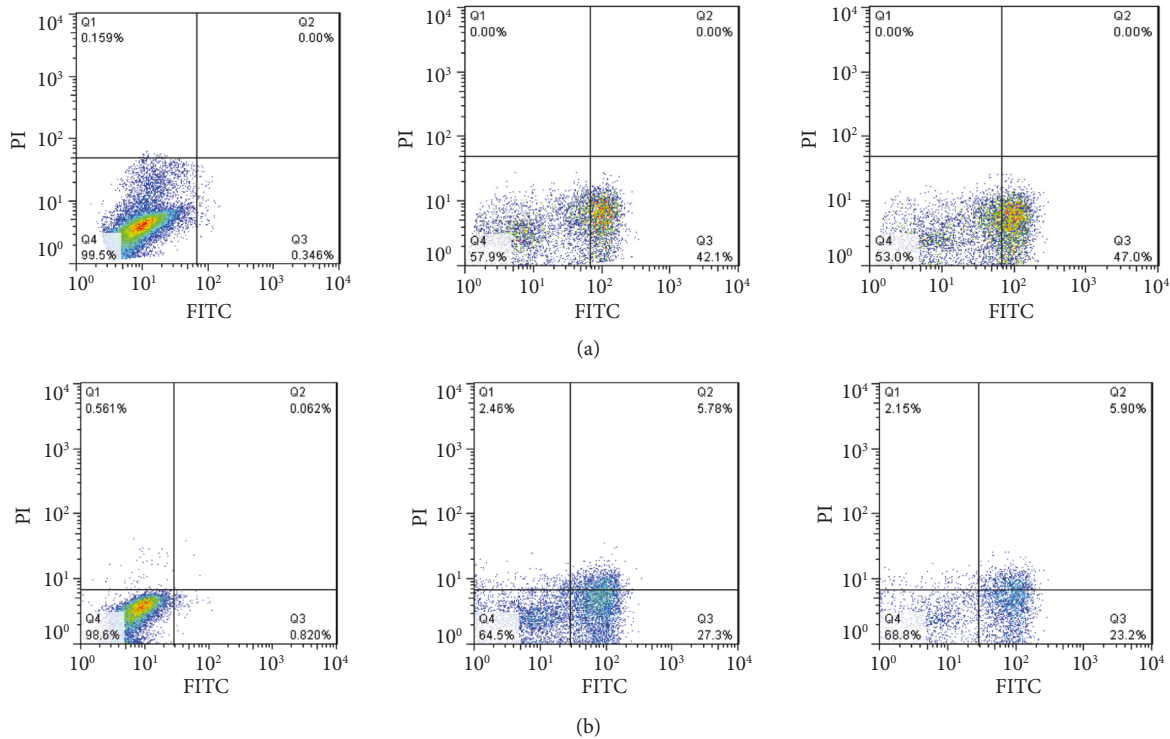 10⁴
10³
10²
10¹
10⁰
PI
Q1
0.159%
Q2
0.00%
Q4
99.5%
Q3
0.346%
10⁰ 10¹ 10² 10³ 10⁴
FITC
10⁴
10³
10²
10¹
10⁰
PI
Q1
0.00%
Q2
0.00%
Q4
57.9%
Q3
42.1%
10⁰ 10¹ 10² 10³ 10⁴
FITC
10⁴
10³
10²
10¹
10⁰
PI
Q1
0.00%
Q2
0.00%
Q4
53.0%
Q3
47.0%
10⁰ 10¹ 10² 10³ 10⁴
FITC
(a)
10⁴
10³
10²
10¹
10⁰
PI
Q1
0.561%
Q2
0.062%
Q4
98.6%
Q3
0.820%
10⁰ 10¹ 10² 10³ 10⁴
FITC
10⁴
10³
10²
10¹
10⁰
PI
Q1
2.46%
Q2
5.78%
Q4
64.5%
Q3
27.3%
10⁰ 10¹ 10² 10³ 10⁴
FITC
10⁴
10³
10²
10¹
10⁰
PI
Q1
2.15%
Q2
5.90%
Q4
68.8%
Q3
23.2%
10⁰ 10¹ 10² 10³ 10⁴
FITC
(b)